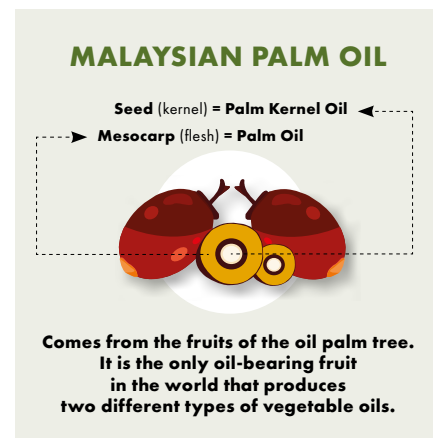 MALAYSIAN PALM OIL
Seed (kernel) = Palm Kernel Oil
Mesocarp (flesh) = Palm Oil
Comes from the fruits of the oil palm tree.
It is the only oil-bearing fruit
in the world that produces
two different types of vegetable oils.